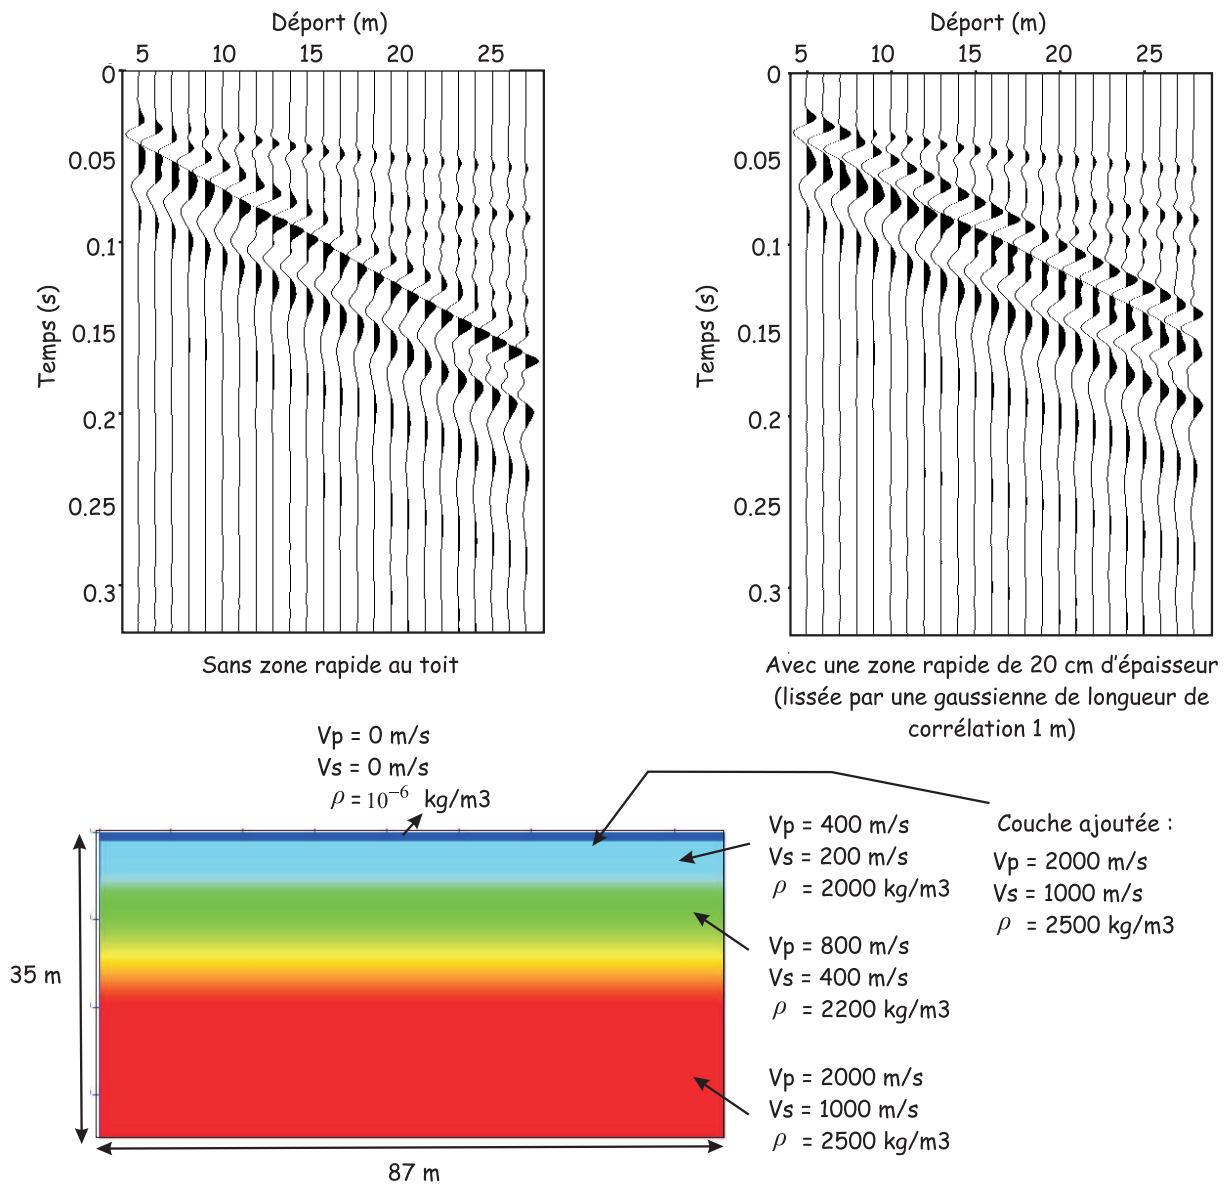 Départ (m)
5 10 15 20 25
0
0.05
0.1
0.15
0.2
0.25
0.3
Temps (s)
Sans zone rapide au toit
Départ (m)
5 10 15 20 25
0
0.05
0.1
0.15
0.2
0.25
0.3
Temps (s)
Avec une zone rapide de 20 cm d'épaisseur
(lissée par une gaussienne de longueur de
corrélation 1 m)
Vp = 0 m/s
Vs = 0 m/s
ρ = 10⁻⁶ kg/m3
Vp = 400 m/s
Vs = 200 m/s
ρ = 2000 kg/m3
Couche ajoutée :
Vp = 2000 m/s
Vs = 1000 m/s
ρ = 2500 kg/m3
Vp = 800 m/s
Vs = 400 m/s
ρ = 2200 kg/m3
Vp = 2000 m/s
Vs = 1000 m/s
ρ = 2500 kg/m3
35 m
87 m